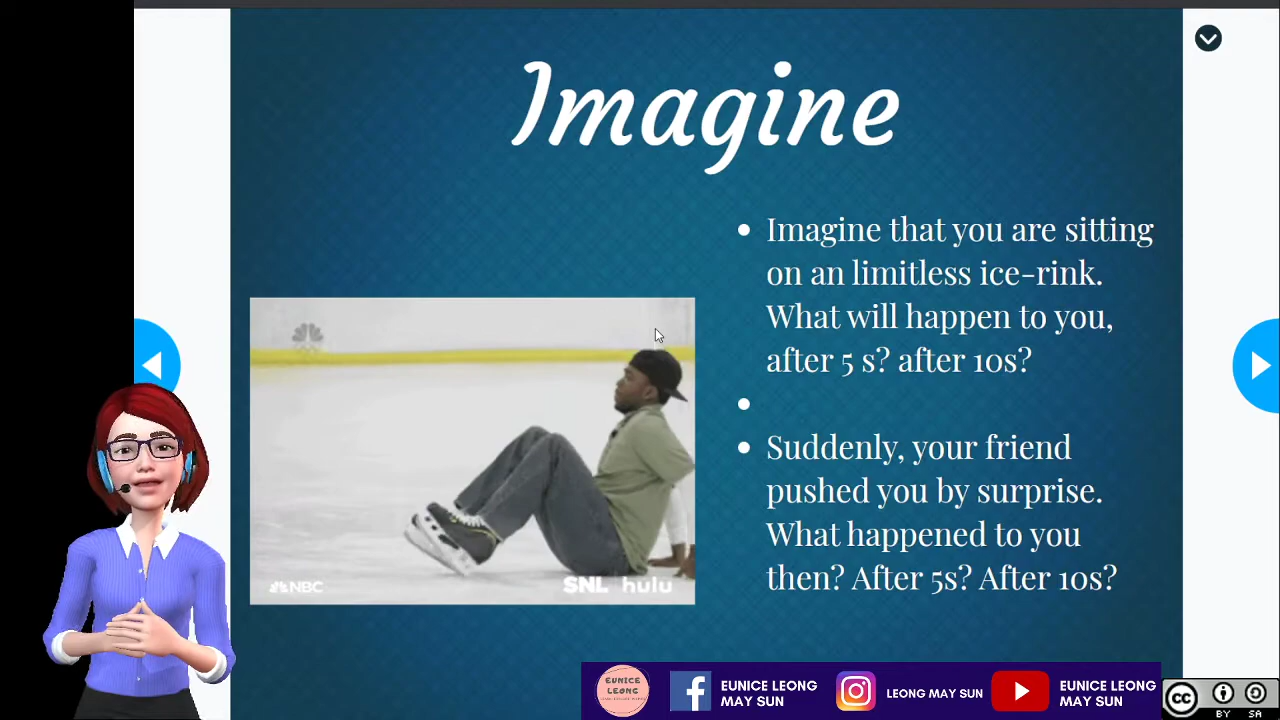 Imagine
Imagine that you are sitting
on an limitless ice-rink.
What will happen to you,
after 5 s? after 10s?
Suddenly, your friend
pushed you by surprise.
What happened to you
then? After 5s? After 10s?
NBC
SNL hulu
EUNICE
LEONG
EUNICE LEONG
MAY SUN
LEONG MAY SUN
EUNICE LEONG
MAY SUN
cc
BY SA